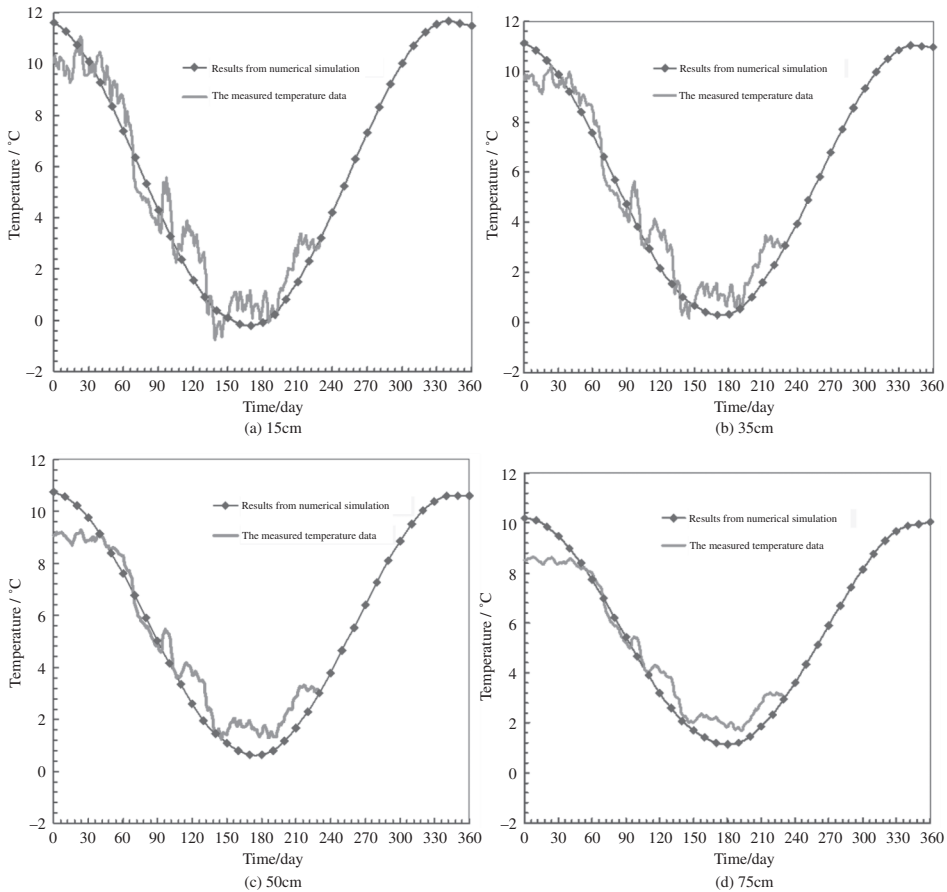 12
10
8
6
4
2
0
–2
Temperature / ˚C
Results from numerical simulation
The measured temperature data
0 30 60 90 120 150 180 210 240 270 300 330 360
Time/day
(a) 15cm
12
10
8
6
4
2
0
–2
Temperature / ˚C
Results from numerical simulation
The measured temperature data
0 30 60 90 120 150 180 210 240 270 300 330 360
Time/day
(b) 35cm
12
10
8
6
4
2
0
–2
Temperature / ˚C
Results from numerical simulation
The measured temperature data
0 30 60 90 120 150 180 210 240 270 300 330 360
Time/day
(c) 50cm
12
10
8
6
4
2
0
–2
Temperature / ˚C
Results from numerical simulation
The measured temperature data
0 30 60 90 120 150 180 210 240 270 300 330 360
Time/day
(d) 75cm